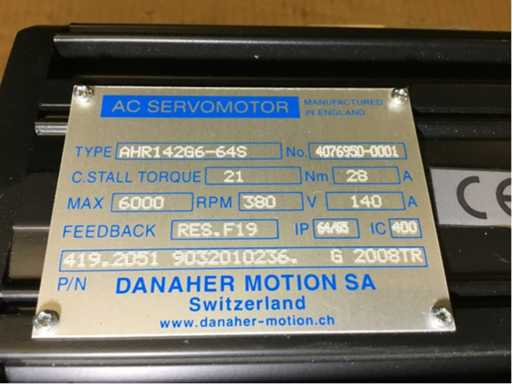 AC SERVOMOTOR MANUFACTURED IN ENGLAND
TYPE AHR142G6-64S No. 4076950-0001
C.STALL TORQUE 21 Nm 28 A
MAX 6000 RPM 380 V 140 A
FEEDBACK RES.F19 IP 64/65 IC 400
419.2051 9032010236. G 2008TR
P/N DANAHER MOTION SA
Switzerland
www.danaher-motion.ch
CE